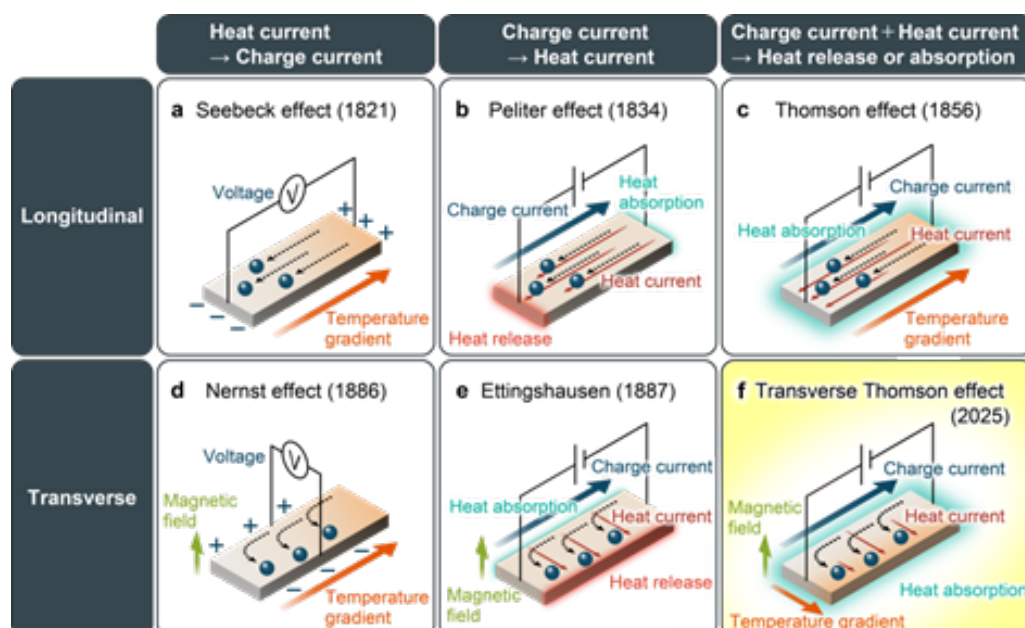 Heat current
→ Charge current
Charge current
→ Heat current
Charge current + Heat current
→ Heat release or absorption
Longitudinal
a Seebeck effect (1821)
Voltage
V
+ + +
− − −
Temperature
gradient
b Peliter effect (1834)
Heat
absorption
Charge current
Heat current
Heat release
c Thomson effect (1856)
Charge current
Heat absorption
Heat current
Temperature
gradient
Transverse
d Nernst effect (1886)
Voltage
V
Magnetic
field
+ + +
− − −
Temperature
gradient
e Ettingshausen (1887)
Charge current
Heat absorption
Heat current
Magnetic
field
Heat release
f Transverse Thomson effect
(2025)
Charge current
Magnetic
field
Heat current
Heat absorption
Temperature gradient